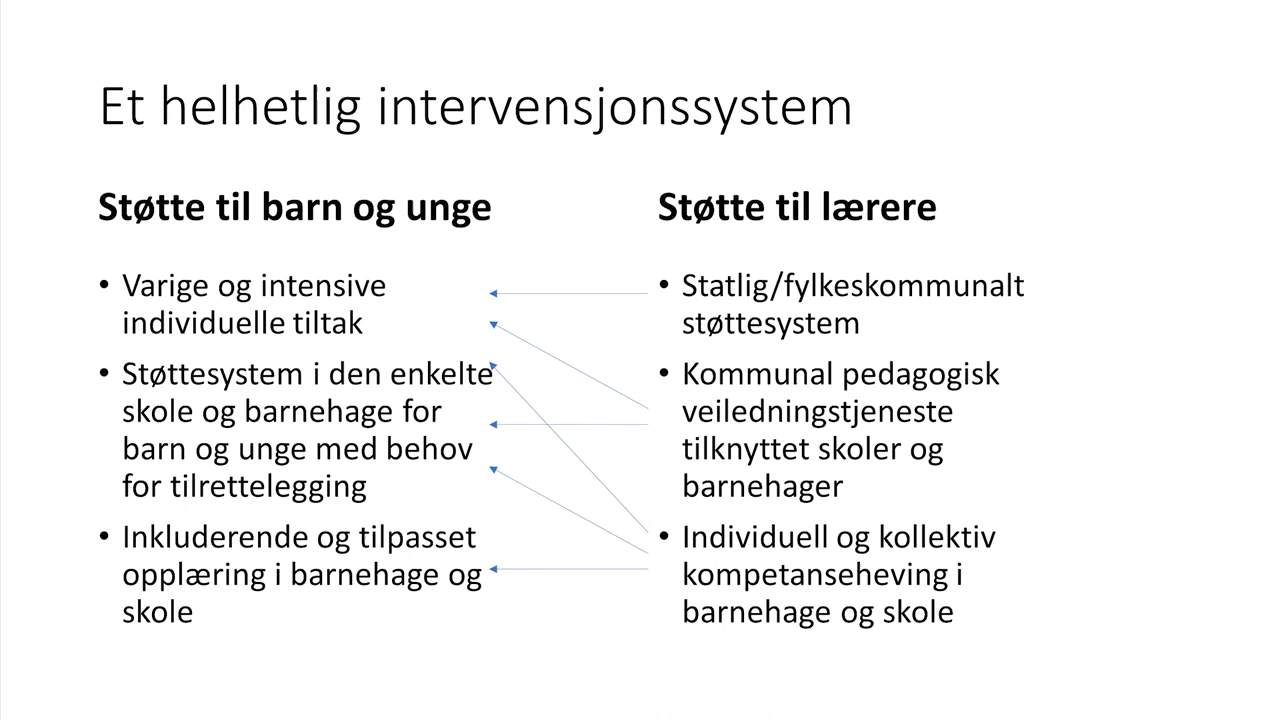 Et helhetlig intervensjonssystem
Støtte til barn og unge
• Varige og intensive
individuelle tiltak
• Støttesystem i den enkelte
skole og barnehage for
barn og unge med behov
for tilrettelegging
• Inkluderende og tilpasset
opplæring i barnehage og
skole
Støtte til lærere
• Statlig/fylkeskommunalt
støttesystem
• Kommunal pedagogisk
veiledningstjeneste
tilknyttet skoler og
barnehager
• Individuell og kollektiv
kompetanseheving i
barnehage og skole